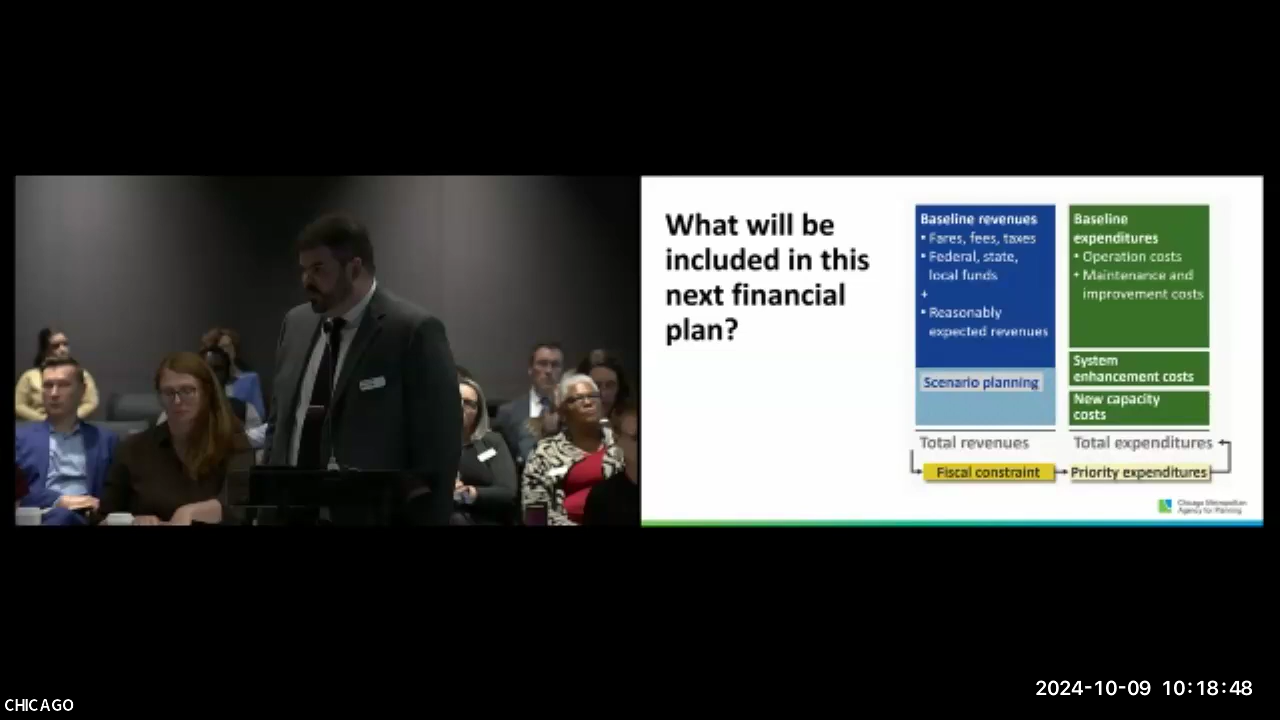 What will be
included in this
next financial
plan?
Baseline revenues
• Fares, fees, taxes
• Federal, state,
local funds
+
• Reasonably
expected revenues
Scenario planning
Total revenues
Fiscal constraint
Baseline
expenditures
• Operation costs
• Maintenance and
improvement costs
System
enhancement costs
New capacity
costs
Total expenditures
Priority expenditures
Chicago Metropolitan
Agency for Planning
2024-10-09 10:18:48
CHICAGO